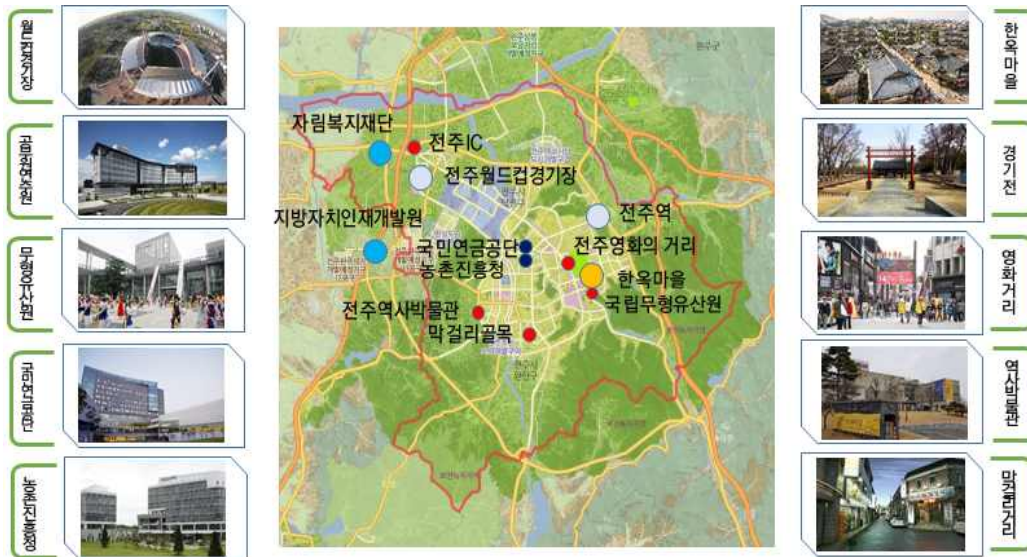 월드컵경기장
공무원연수원
무형유산원
국민연금공단
농촌진흥청
자림복지재단
전주IC
전주월드컵경기장
지방자치인재개발원
전주역
국민연금공단
농촌진흥청
전주영화의 거리
한옥마을
국립무형유산원
전주역사박물관
막걸리골목
한옥마을
경기전
영화거리
역사박물관
막걸리거리